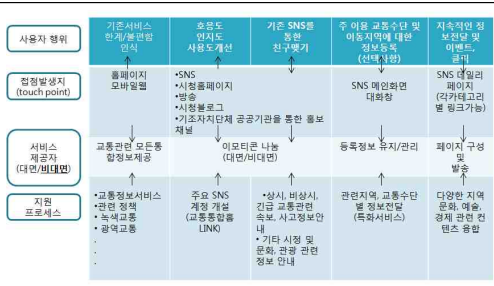 사용자 행위
기존서비스
한계/불편함
인식
호응도
인지도
사용도개선
기존 SNS를
통한
친구맺기
주 이용 교통수단 및
이동지역에 대한
정보등록
(선택사항)
지속적인 정
보전달 및
이벤트,
클리
접점발생지
(touch point)
홈페이지
모바일웹
•SNS
•시청홈페이지
•방송
•시청블로그
•기초자치단체 공공기관을 통한 홍보
채널
SNS 메인화면
대화창
SNS 데일리
페이지
(각카테고리
별 링크가능)
서비스
제공자
(대면/비대면)
교통관련 모든통
합정보제공
이모티콘 나눔
(대면/비대면)
등록정보 유지/관리
페이지 구성
및
발송
지원
프로세스
•교통정보서비스
•관련 정책
• 녹색교통
• 광역교통
.
.
.
주요 SNS
계정 개설
(교통통합홈
LINK)
•상시, 비상시,
긴급 교통관련
속보, 사고정보안
내
• 기타 시정 및
문화, 관광 관련
정보 안내
관련지역, 교통수단
별 정보전달
(특화서비스)
다양한 지역
문화, 예술,
경제 관련 컨
텐츠 융합